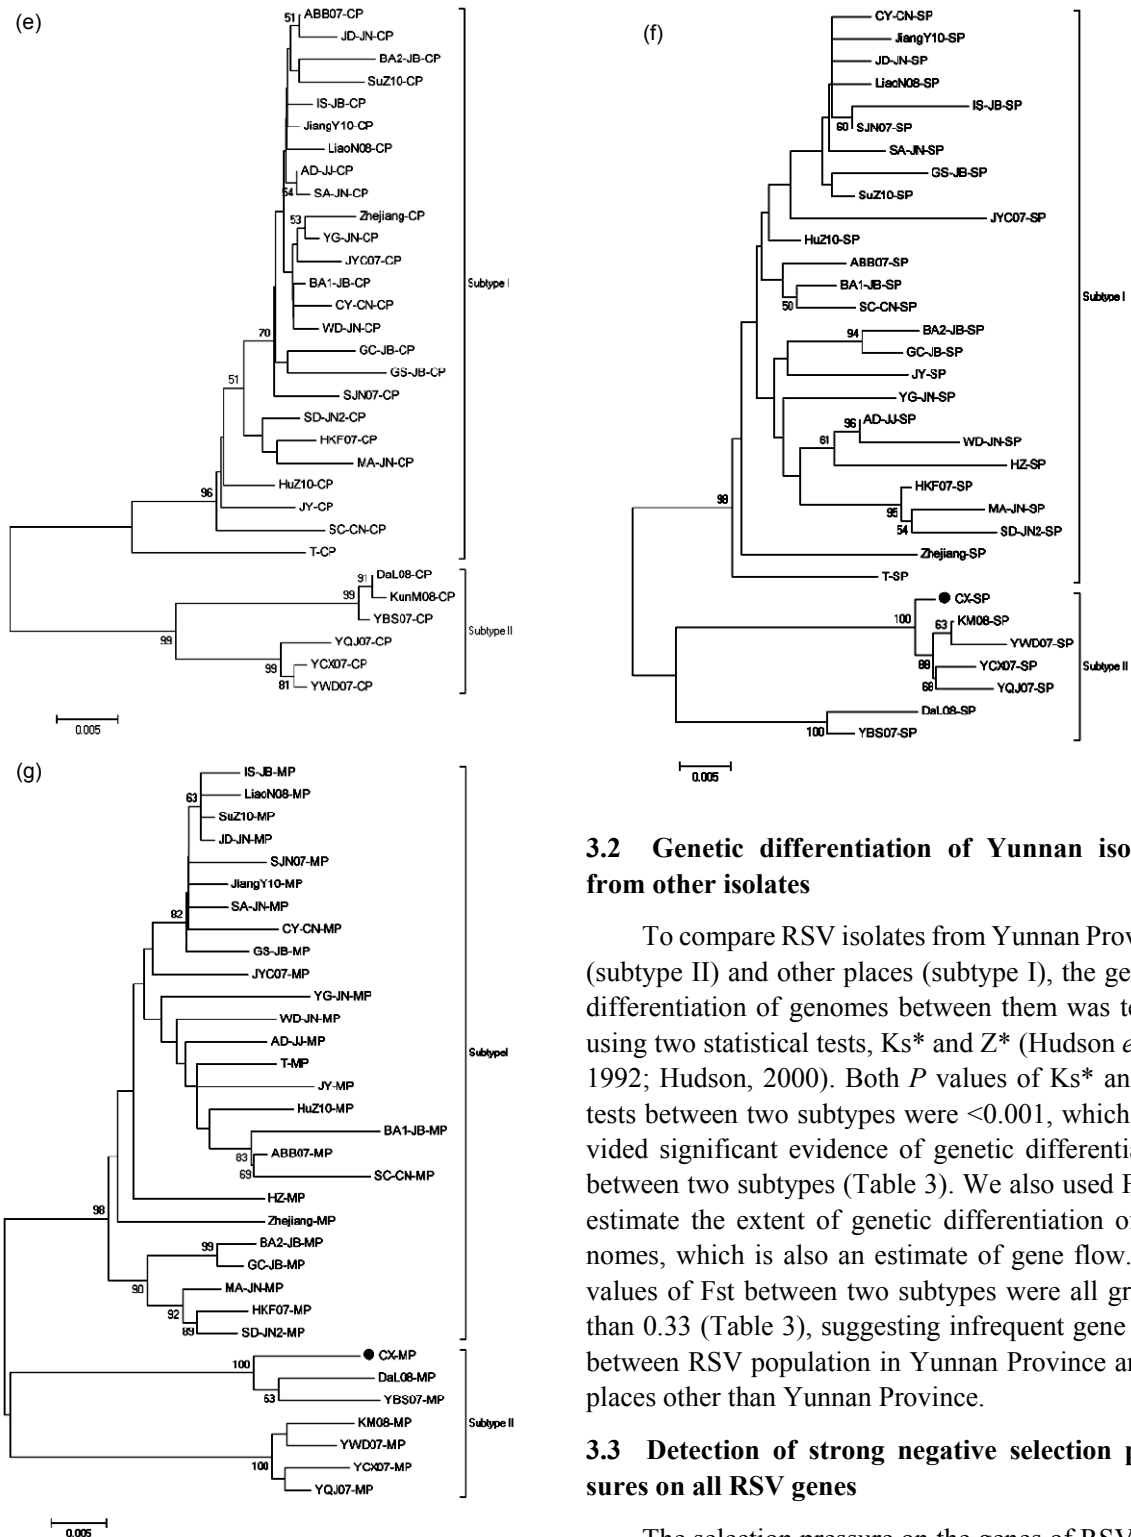 (e)
51
ABB07-CP
JD-JN-CP
BA2-JB-CP
SuZ10-CP
IS-JB-CP
JiangY10-CP
LiaoN08-CP
AD-JJ-CP
54
SA-JN-CP
53
Zhejiang-CP
YG-JN-CP
JYC07-CP
BA1-JB-CP
CY-CN-CP
WD-JN-CP
70
GC-JB-CP
GS-JB-CP
51
SJN07-CP
SD-JN2-CP
HKF07-CP
MA-JN-CP
HuZ10-CP
96
JY-CP
SC-CN-CP
T-CP
Subtype I
91
DaL08-CP
99
KunM08-CP
YBS07-CP
99
YQJ07-CP
99
YCX07-CP
81
YWD07-CP
Subtype II
0.005
(f)
CY-CN-SP
JiangY10-SP
JD-JN-SP
LiaoN08-SP
IS-JB-SP
60
SJN07-SP
SA-JN-SP
GS-JB-SP
SuZ10-SP
JYC07-SP
HuZ10-SP
ABB07-SP
BA1-JB-SP
50
SC-CN-SP
94
BA2-JB-SP
GC-JB-SP
JY-SP
YG-JN-SP
96
AD-JJ-SP
61
WD-JN-SP
HZ-SP
HKF07-SP
95
MA-JN-SP
54
SD-JN2-SP
98
Zhejiang-SP
T-SP
Subtype I
100
CX-SP
63
KM08-SP
YWD07-SP
88
YCX07-SP
68
YQJ07-SP
DaL08-SP
100
YBS07-SP
Subtype II
0.005
(g)
IS-JB-MP
63
LiaoN08-MP
SuZ10-MP
JD-JN-MP
SJN07-MP
JiangY10-MP
SA-JN-MP
82
CY-CN-MP
GS-JB-MP
JYC07-MP
YG-JN-MP
WD-JN-MP
AD-JJ-MP
T-MP
JY-MP
HuZ10-MP
BA1-JB-MP
83
ABB07-MP
69
SC-CN-MP
HZ-MP
98
Zhejiang-MP
99
BA2-JB-MP
GC-JB-MP
90
MA-JN-MP
92
HKF07-MP
89
SD-JN2-MP
SubtypeI
100
CX-MP
DaL08-MP
63
YBS07-MP
KM08-MP
YWD07-MP
100
YCX07-MP
YQJ07-MP
Subtype II
0.005
3.2 Genetic differentiation of Yunnan iso
from other isolates
To compare RSV isolates from Yunnan Prov
(subtype II) and other places (subtype I), the ge
differentiation of genomes between them was te
using two statistical tests, Ks* and Z* (Hudson e
1992; Hudson, 2000). Both P values of Ks* an
tests between two subtypes were <0.001, which
vided significant evidence of genetic differentia
between two subtypes (Table 3). We also used F
estimate the extent of genetic differentiation o
nomes, which is also an estimate of gene flow.
values of Fst between two subtypes were all gr
than 0.33 (Table 3), suggesting infrequent gene
between RSV population in Yunnan Province an
places other than Yunnan Province.
3.3 Detection of strong negative selection p
sures on all RSV genes
The selection pressure on the genes of RSV